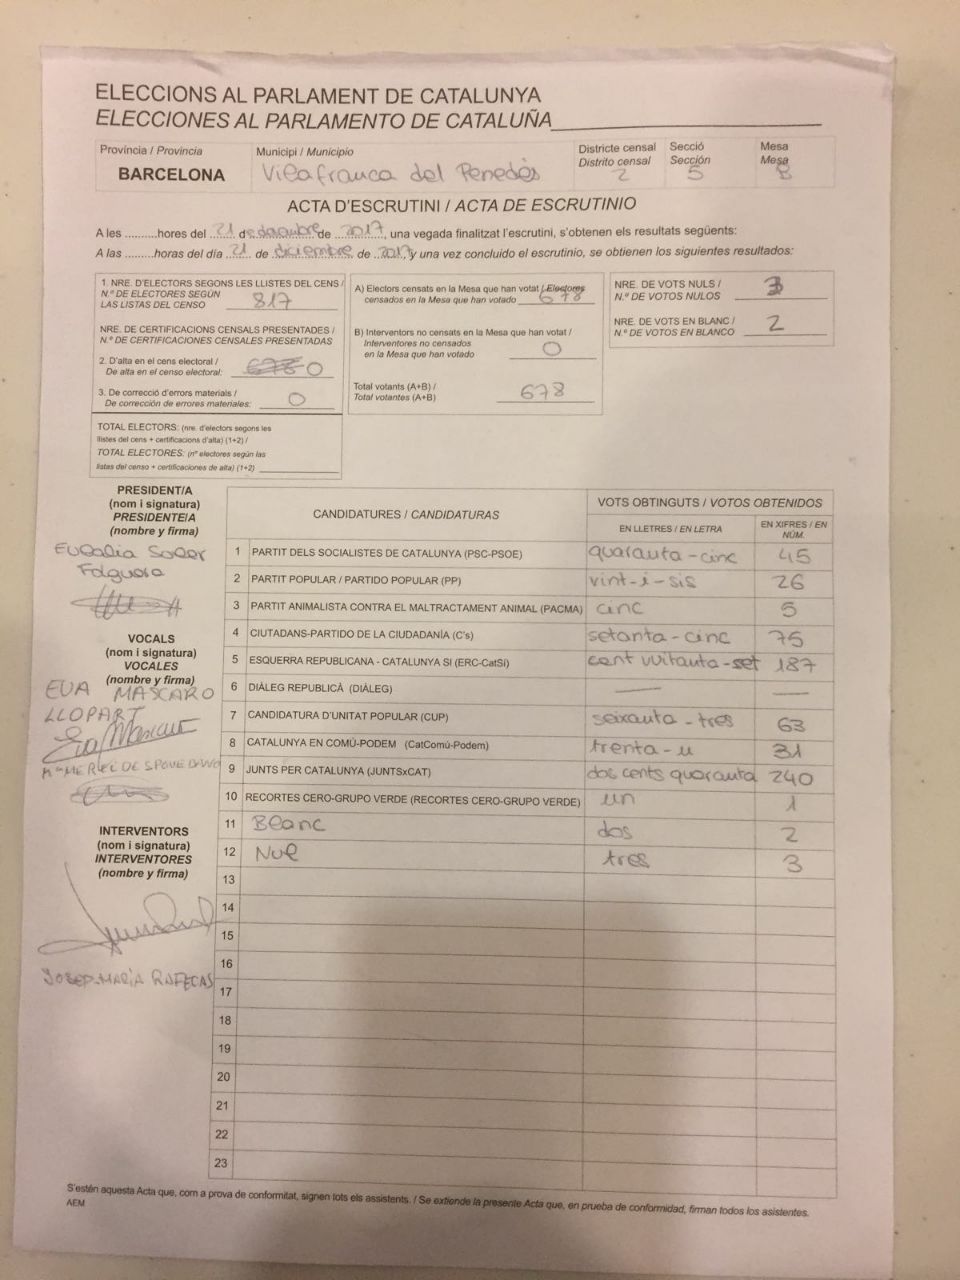 ELECCIONS AL PARLAMENT DE CATALUNYA
ELECCIONES AL PARLAMENTO DE CATALUÑA
Província / Provincia
BARCELONA
Municipi / Municipio
Vilafranca del Penedès
Districte censal
Distrito censal
2
Secció
Sección
5
Mesa
Mesa
B
ACTA D'ESCRUTINI / ACTA DE ESCRUTINIO
A les ..........hores del 21 de desembre de 2017, una vegada finalitzat l'escrutini, s'obtenen els resultats següents:
A las .........horas del día 21 de diciembre de 2017, y una vez concluido el escrutinio, se obtienen los siguientes resultados:
1. NRE. D'ELECTORS SEGONS LES LLISTES DEL CENS /
N.º DE ELECTORES SEGÚN
LAS LISTAS DEL CENSO 817
NRE. DE CERTIFICACIONS CENSALS PRESENTADES /
N.º DE CERTIFICACIONES CENSALES PRESENTADAS
2. D'alta en el cens electoral /
De alta en el censo electoral: 0
3. De correcció d'errors materials /
De corrección de errores materiales: 0
TOTAL ELECTORS: (nre. d'electors segons les
llistes del cens + certificacions d'alta) (1+2) /
TOTAL ELECTORES: (nº electores según las
listas del censo + certificaciones de alta) (1+2)
A) Electors censats en la Mesa que han votat / Electores
censados en la Mesa que han votado 678
B) Interventors no censats en la Mesa que han votat /
Interventores no censados
en la Mesa que han votado 0
Total votants (A+B) /
Total votantes (A+B) 678
NRE. DE VOTS NULS /
N.º DE VOTOS NULOS 3
NRE. DE VOTS EN BLANC /
N.º DE VOTOS EN BLANCO 2
PRESIDENT/A
(nom i signatura)
PRESIDENTE/A
(nombre y firma)
Eulalia Soler
Folguera
VOCALS
(nom i signatura)
VOCALES
(nombre y firma)
EVA MASCARO
LLOPART
INTERVENTORS
(nom i signatura)
INTERVENTORES
(nombre y firma)
JOSEP-MARIA RAFECAS
CANDIDATURES / CANDIDATURAS
VOTS OBTINGUTS / VOTOS OBTENIDOS
EN LLETRES / EN LETRA
EN XIFRES / EN NÚM.
1 PARTIT DELS SOCIALISTES DE CATALUNYA (PSC-PSOE) quaranta-cinc 45
2 PARTIT POPULAR / PARTIDO POPULAR (PP) vint-i-sis 26
3 PARTIT ANIMALISTA CONTRA EL MALTRACTAMENT ANIMAL (PACMA) cinc 5
4 CIUTADANS-PARTIDO DE LA CIUDADANÍA (C's) setanta-cinc 75
5 ESQUERRA REPUBLICANA - CATALUNYA SÍ (ERC-CatSí) cent vuitanta-set 187
6 DIÀLEG REPUBLICÀ (DIÀLEG) — —
7 CANDIDATURA D'UNITAT POPULAR (CUP) seixanta-tres 63
8 CATALUNYA EN COMÚ-PODEM (CatComú-Podem) trenta-u 31
9 JUNTS PER CATALUNYA (JUNTSxCAT) dos cents quaranta 240
10 RECORTES CERO-GRUPO VERDE (RECORTES CERO-GRUPO VERDE) un 1
11 Blanc dos 2
12 Nul tres 3
13
14
15
16
17
18
19
20
21
22
23
S'estén aquesta Acta que, com a prova de conformitat, signen tots els assistents. / Se extiende la presente Acta que, en prueba de conformidad, firman todos los asistentes.
AEM